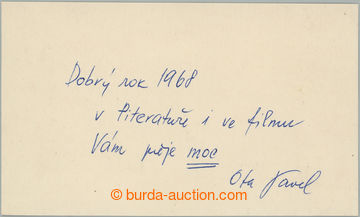 Dobrý rok 1968
v literatuře i ve filmu
Vám přeje moc
Ota Pavel
burda-auction.com